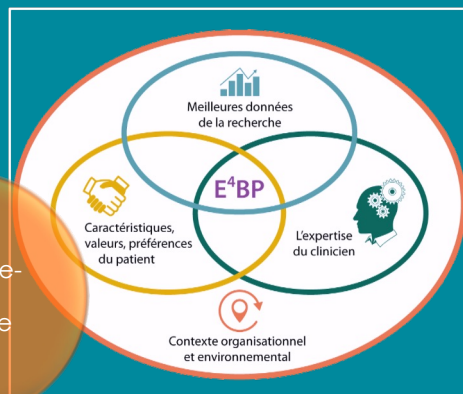 Meilleures données
de la recherche
E⁴BP
Caractéristiques,
valeurs, préférences
du patient
L'expertise
du clinicien
Contexte organisationnel
et environnemental